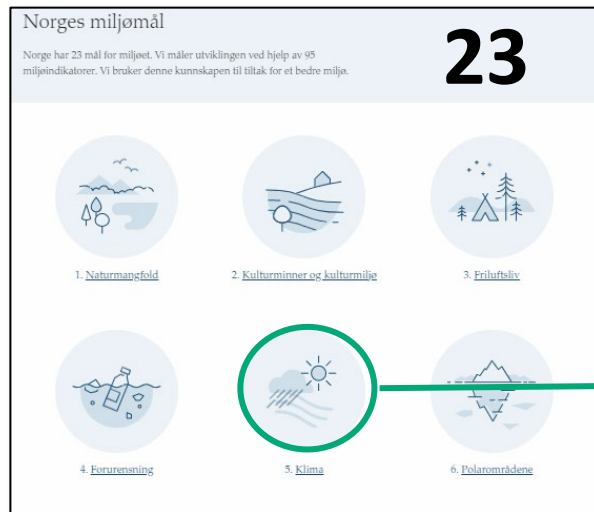 Norges miljømål
Norge har 23 mål for miljøet. Vi måler utviklingen ved hjelp av 95
miljøindikatorer. Vi bruker denne kunnskapen til tiltak for et bedre miljø.
23
1. Naturmangfold
2. Kulturminner og kulturmiljø
3. Friluftsliv
4. Forurensning
5. Klima
6. Polarområdene